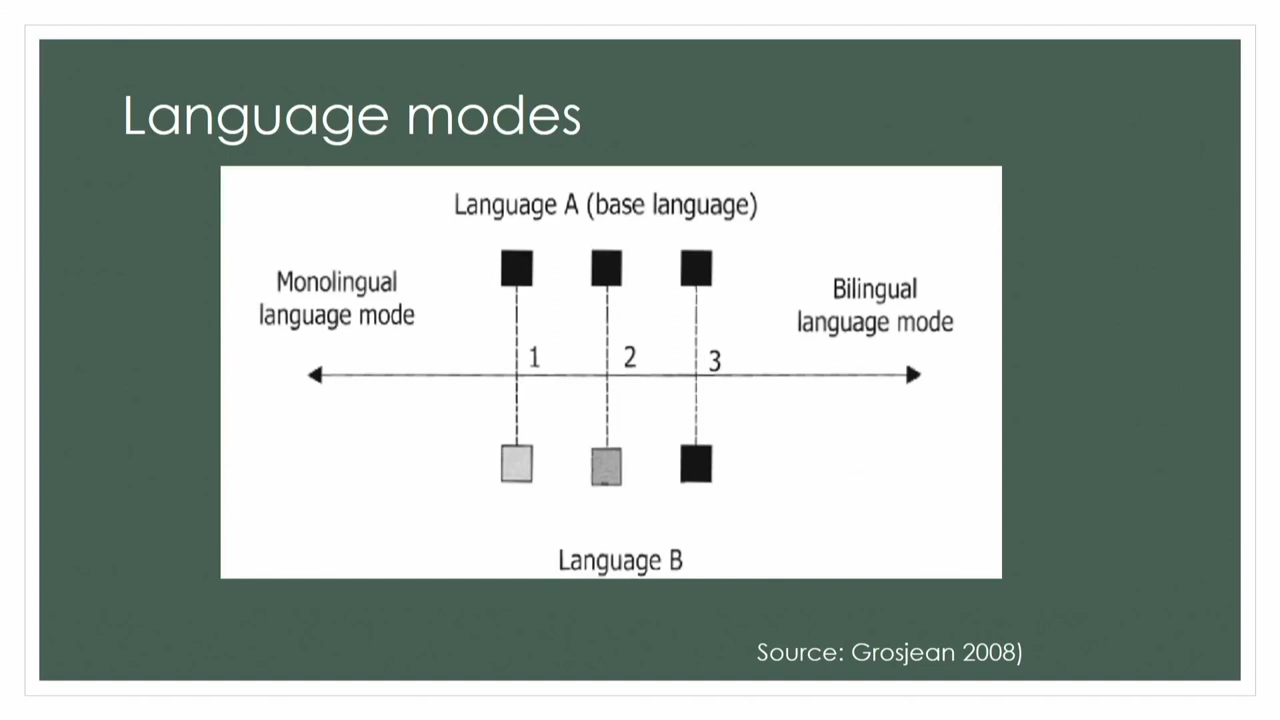 Language modes
Language A (base language)
Monolingual
language mode
Bilingual
language mode
1
2
3
Language B
Source: Grosjean 2008)